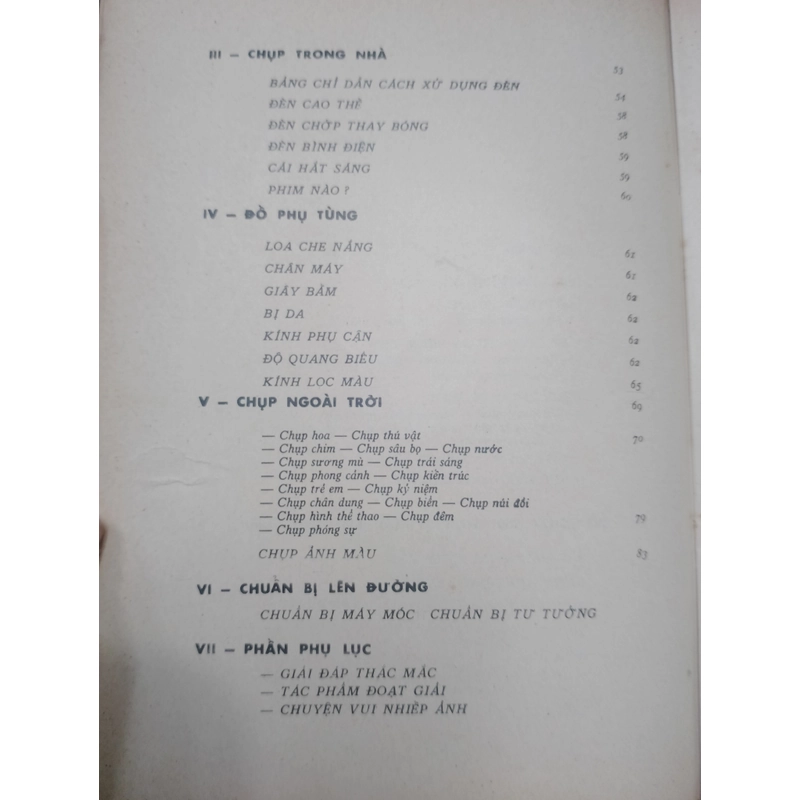 III — CHỤP TRONG NHÀ 53
BẢNG CHỈ DẪN CÁCH XỬ DỤNG ĐÈN 54
ĐÈN CAO THẾ 58
ĐÈN CHỚP THAY BÓNG 58
ĐÈN BÌNH ĐIỆN 59
CÁI HẮT SÁNG 59
PHIM NÀO ? 60
IV — ĐỒ PHỤ TÙNG
LOA CHE NẮNG 61
CHÂN MÁY 61
GIÂY BẤM 62
BỊ DA 62
KÍNH PHỤ CẬN 62
ĐỘ QUANG BIỂU 62
KÍNH LỌC MÀU 65
V — CHỤP NGOÀI TRỜI 69
— Chụp hoa — Chụp thú vật 70
— Chụp chim — Chụp sâu bọ — Chụp nước
— Chụp sương mù — Chụp trái sáng
— Chụp phong cảnh — Chụp kiến trúc
— Chụp trẻ em — Chụp kỷ niệm
— Chụp chân dung — Chụp biển — Chụp núi đồi
— Chụp hình thể thao — Chụp đêm 79
— Chụp phóng sự
CHỤP ẢNH MÀU 83
VI — CHUẨN BỊ LÊN ĐƯỜNG
CHUẨN BỊ MÁY MÓC CHUẨN BỊ TƯ TƯỞNG
VII — PHẦN PHỤ LỤC
— GIẢI ĐÁP THẮC MẮC
— TÁC PHẨM ĐOẠT GIẢI
— CHUYỆN VUI NHIẾP ẢNH